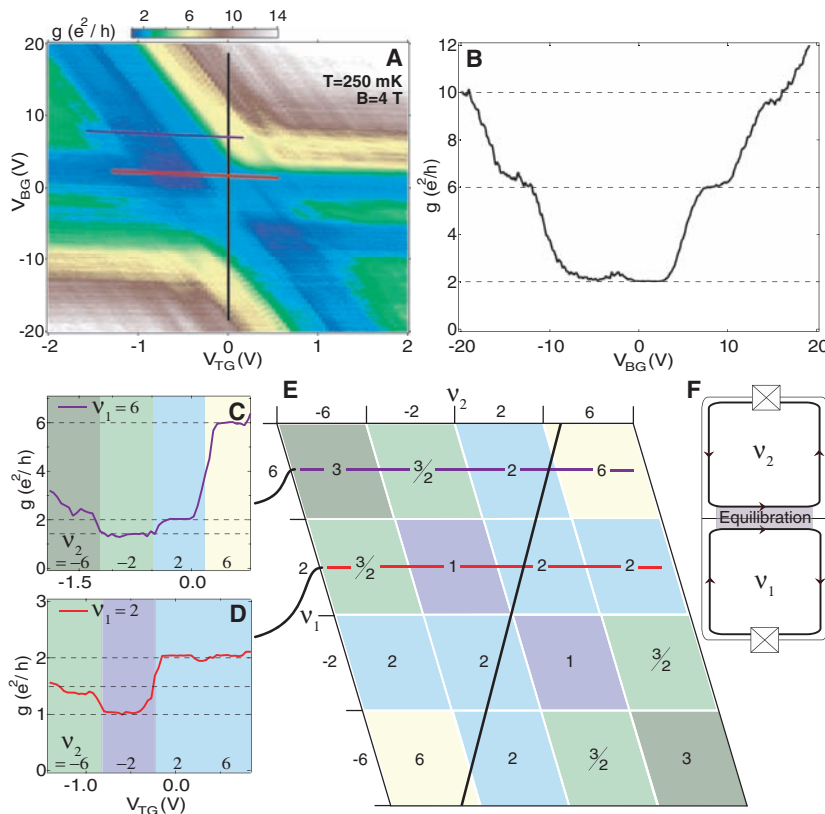 g (e²/h)
2 6 10 14
A
T=250 mK
B=4 T
20
10
0
-10
-20
V_BG (V)
-2 -1 0 1 2
V_TG (V)
B
12
10
8
6
4
2
0
g (e²/h)
-20 -10 0 10 20
V_BG (V)
C
ν₁ = 6
6
4
2
0
g (e²/h)
ν₂
=-6 -2 2 6
-1.5 0.0
D
ν₁ = 2
3
2
1
0
g (e²/h)
ν₂
=-6 -2 2 6
-1.0 0.0
V_TG (V)
E
ν₂
-6 -2 2 6
6 3 3/2 2 6
2 3/2 1 2 2
ν₁
-2 2 2 1 3/2
-6 6 2 3/2 3
F
ν₂
Equilibration
ν₁